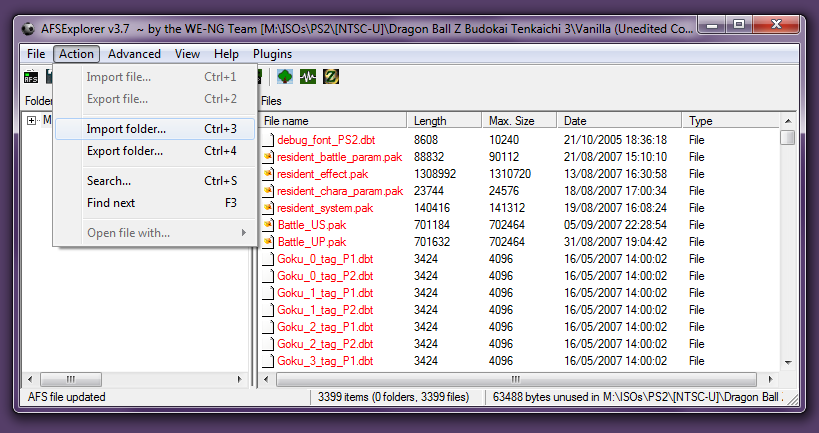 AFSExplorer v3.7 ~ by the WE-NG Team [M:\ISOs\PS2\[NTSC-U]\Dragon Ball Z Budokai Tenkaichi 3\Vanilla (Unedited Co...
File Action Advanced View Help Plugins
AFS
Import file... Ctrl+1
Export file... Ctrl+2
Import folder... Ctrl+3
Export folder... Ctrl+4
Search... Ctrl+S
Find next F3
Open file with...
Folde
Files
M
File name Length Max. Size Date Type
debug_font_PS2.dbt 8608 10240 21/10/2005 18:36:18 File
resident_battle_param.pak 88832 90112 21/08/2007 15:10:10 File
resident_effect.pak 1308992 1310720 13/08/2007 16:30:58 File
resident_chara_param.pak 23744 24576 18/08/2007 17:00:34 File
resident_system.pak 140416 141312 19/08/2007 16:08:24 File
Battle_US.pak 701184 702464 05/09/2007 22:28:54 File
Battle_UP.pak 701632 702464 31/08/2007 19:04:42 File
Goku_0_tag_P1.dbt 3424 4096 16/05/2007 14:00:02 File
Goku_0_tag_P2.dbt 3424 4096 16/05/2007 14:00:02 File
Goku_1_tag_P1.dbt 3424 4096 16/05/2007 14:00:02 File
Goku_1_tag_P2.dbt 3424 4096 16/05/2007 14:00:02 File
Goku_2_tag_P1.dbt 3424 4096 16/05/2007 14:00:02 File
Goku_2_tag_P2.dbt 3424 4096 16/05/2007 14:00:02 File
Goku_3_tag_P1.dbt 3424 4096 16/05/2007 14:00:02 File
AFS file updated 3399 items (0 folders, 3399 files) 63488 bytes unused in M:\ISOs\PS2\[NTSC-U]\Dragon Ball Z